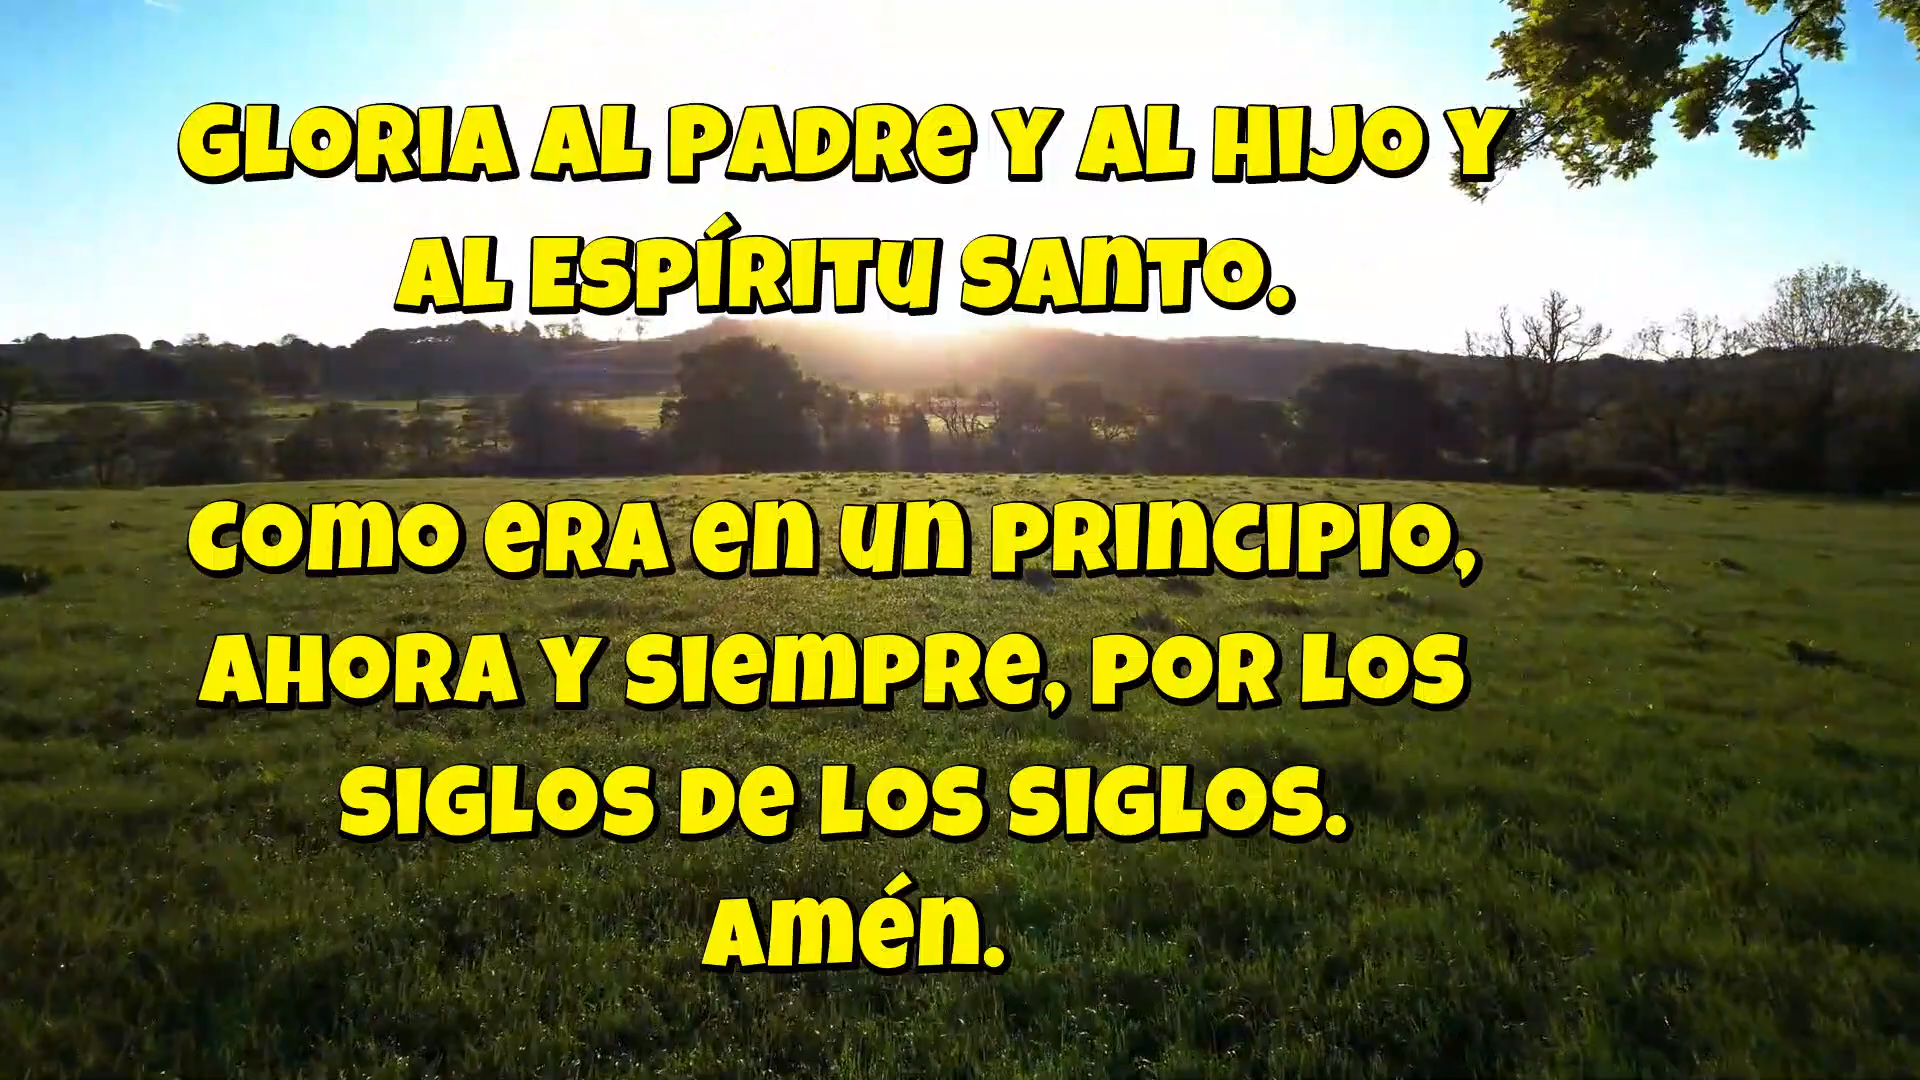 Gloria al Padre y al Hijo y
al Espíritu Santo.
Como era en un principio,
ahora y siempre, por los
siglos de los siglos.
Amén.